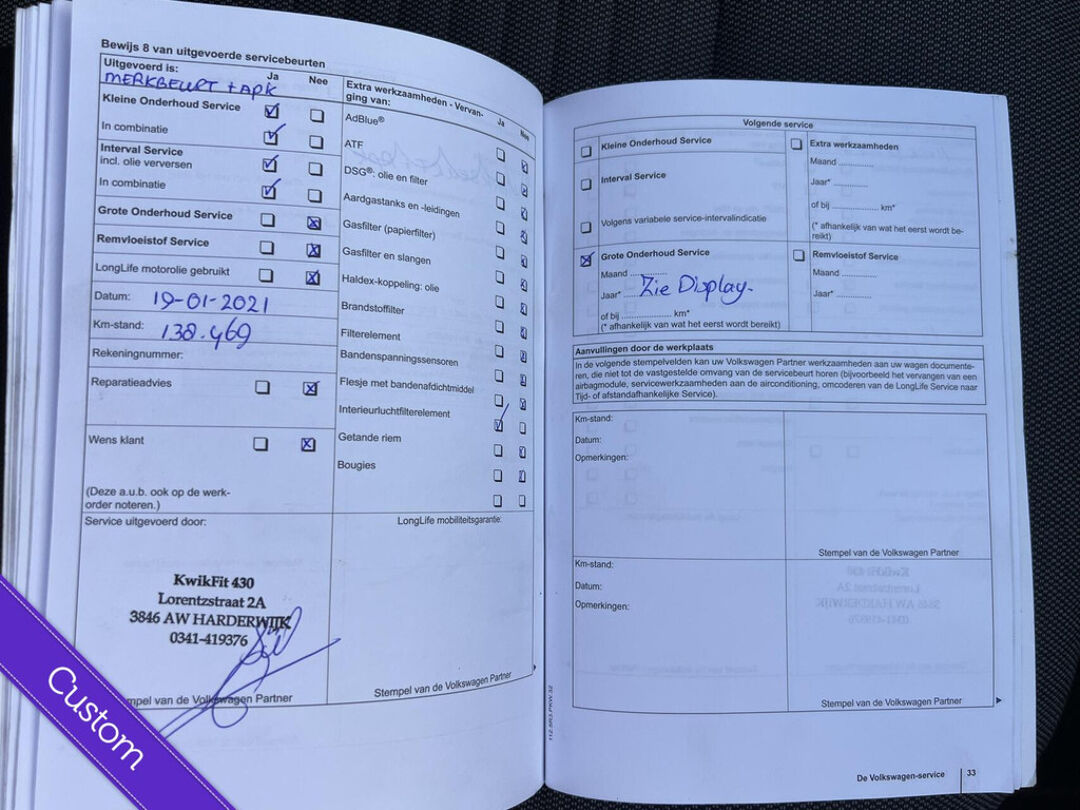 Bewijs 8 van uitgevoerde servicebeurten
Uitgevoerd is:
Ja
Nee
MERKBEURT + APK
Kleine Onderhoud Service
In combinatie
Interval Service
incl. olie verversen
In combinatie
Grote Onderhoud Service
Remvloeistof Service
LongLife motorolie gebruikt
Datum: 19-01-2021
Km-stand: 138.469
Rekeningnummer:
Reparatieadvies
Wens klant
(Deze a.u.b. ook op de werk-
order noteren.)
Service uitgevoerd door:
KwikFit 430
Lorentzstraat 2A
3846 AW HARDERWIJK
0341-419376
mpel van de Volkswagen Partner
Extra werkzaamheden - Vervan-
ging van:
Ja
Nee
AdBlue®
ATF
DSG®: olie en filter
Aardgastanks en -leidingen
Gasfilter (papierfilter)
Gasfilter en slangen
Haldex-koppeling: olie
Brandstoffilter
Filterelement
Bandenspanningssensoren
Flesje met bandenafdichtmiddel
Interieurluchtfilterelement
Getande riem
Bougies
LongLife mobiliteitsgarantie:
Stempel van de Volkswagen Partner
112.5R3.PKW.32
Volgende service
Kleine Onderhoud Service
Interval Service
Volgens variabele service-intervalindicatie
Grote Onderhoud Service
Maand ..............
Jaar* ....
Zie Display.
of bij ...................... km*
(* afhankelijk van wat het eerst wordt bereikt)
Extra werkzaamheden
Maand .............
Jaar* .............
of bij .................. km*
(* afhankelijk van wat het eerst wordt be-
reikt)
Remvloeistof Service
Maand .............
Jaar* .............
Aanvullingen door de werkplaats
In de volgende stempelvelden kan uw Volkswagen Partner werkzaamheden aan uw wagen documente-
ren, die niet tot de vastgestelde omvang van de servicebeurt horen (bijvoorbeeld het vervangen van een
airbagmodule, servicewerkzaamheden aan de airconditioning, omcoderen van de LongLife Service naar
Tijd- of afstandafhankelijke Service).
Km-stand:
Datum:
Opmerkingen:
Stempel van de Volkswagen Partner
Km-stand:
Datum:
Opmerkingen:
Stempel van de Volkswagen Partner
De Volkswagen-service
33
Custom